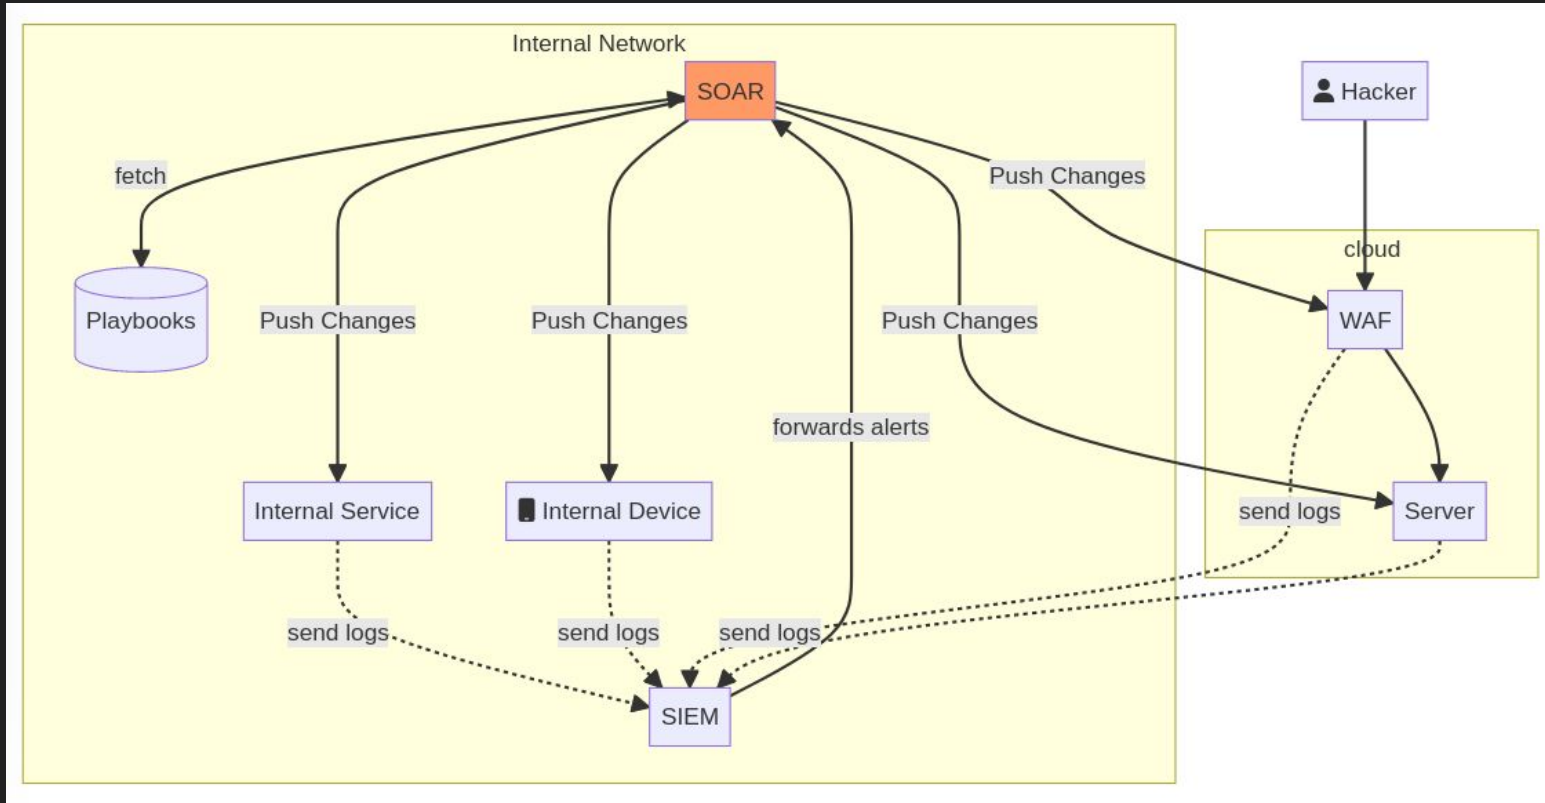 Internal Network
SOAR
Hacker
fetch
Push Changes
cloud
Playbooks
Push Changes
Push Changes
Push Changes
WAF
forwards alerts
Internal Service
Internal Device
send logs
Server
send logs
send logs
send logs
SIEM